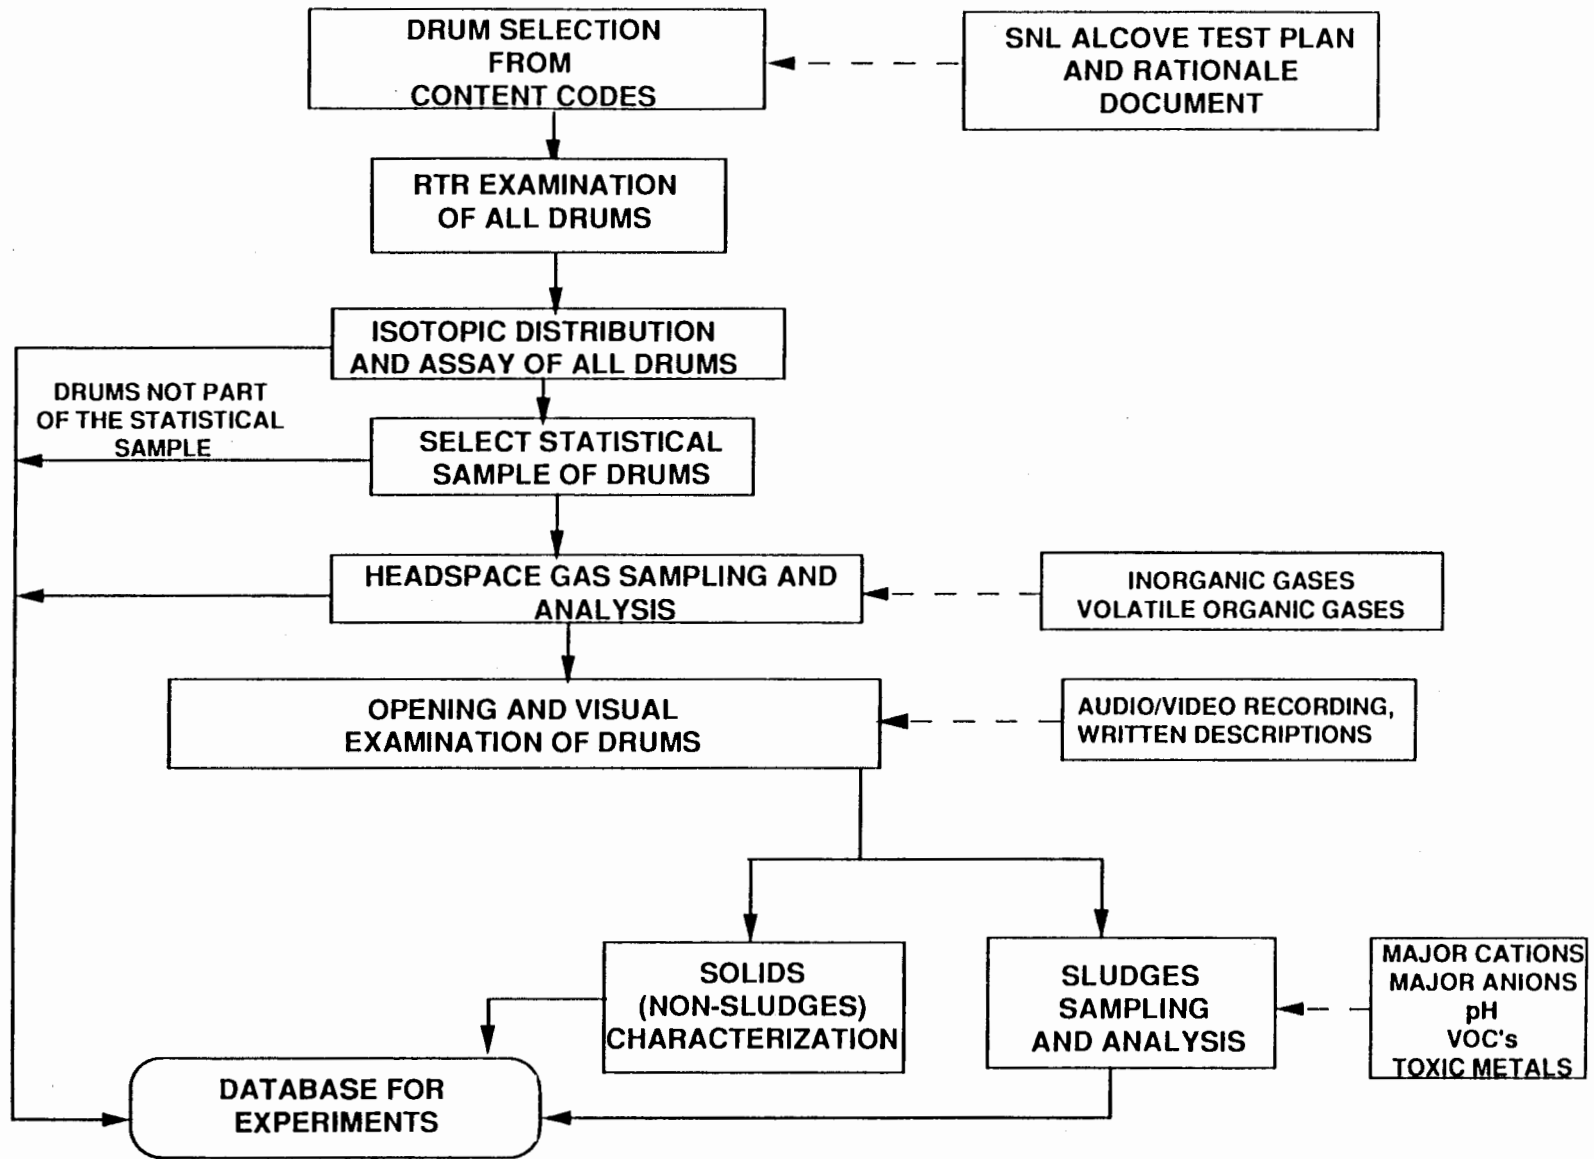 DRUM SELECTION
FROM
CONTENT CODES
SNL ALCOVE TEST PLAN
AND RATIONALE
DOCUMENT
RTR EXAMINATION
OF ALL DRUMS
ISOTOPIC DISTRIBUTION
AND ASSAY OF ALL DRUMS
DRUMS NOT PART
OF THE STATISTICAL
SAMPLE
SELECT STATISTICAL
SAMPLE OF DRUMS
HEADSPACE GAS SAMPLING AND
ANALYSIS
INORGANIC GASES
VOLATILE ORGANIC GASES
OPENING AND VISUAL
EXAMINATION OF DRUMS
AUDIO/VIDEO RECORDING,
WRITTEN DESCRIPTIONS
SOLIDS
(NON-SLUDGES)
CHARACTERIZATION
SLUDGES
SAMPLING
AND ANALYSIS
MAJOR CATIONS
MAJOR ANIONS
pH
VOC's
TOXIC METALS
DATABASE FOR
EXPERIMENTS